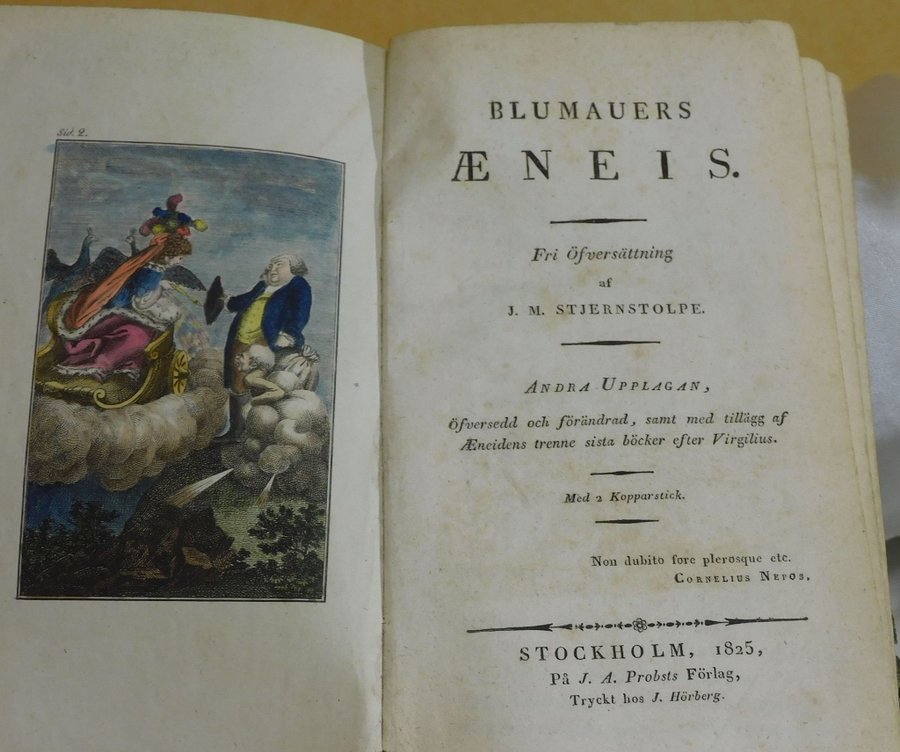 Sid. 2.
BLUMAUERS
ÆNEIS.
Fri Öfversättning
af
J. M. STJERNSTOLPE.
ANDRA UPPLAGAN,
öfversedd och förändrad, samt med tillägg af
Æneidens trenne sista böcker efter Virgilius.
Med 2 Kopparstick.
Non dubito fore plerosque etc.
CORNELIUS NEPOS.
STOCKHOLM, 1825,
På J. A. Probsts Förlag,
Tryckt hos J. Hörberg.